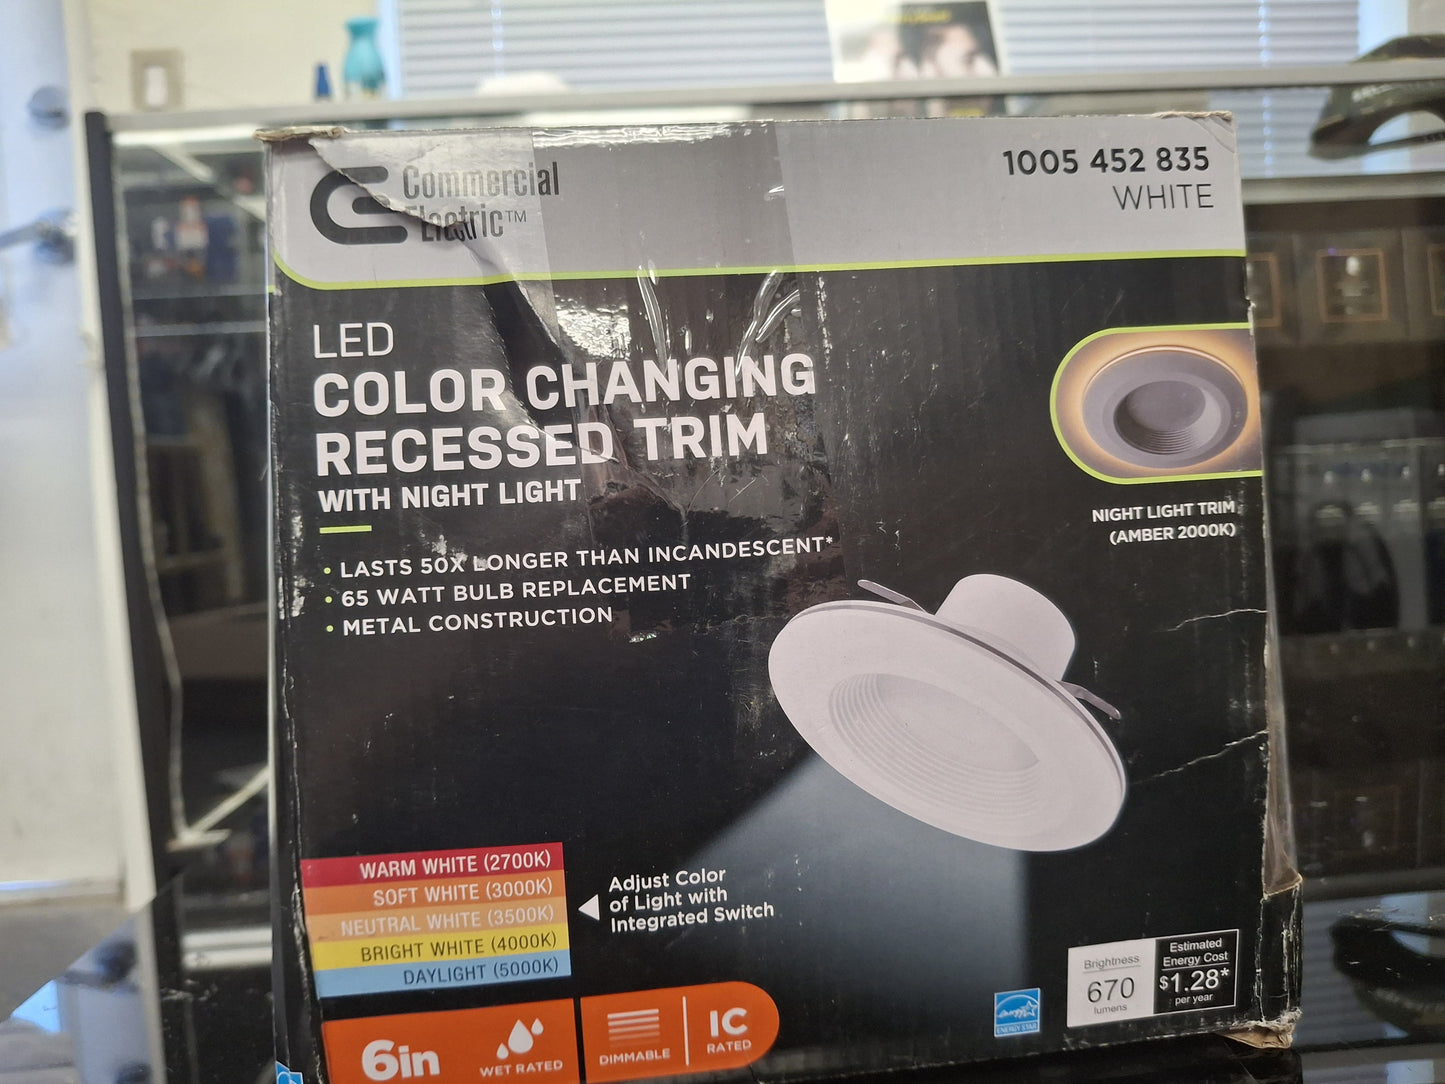 Commercial
Electric™
1005 452 835
WHITE
LED
COLOR CHANGING
RECESSED TRIM
WITH NIGHT LIGHT
• LASTS 50X LONGER THAN INCANDESCENT*
• 65 WATT BULB REPLACEMENT
• METAL CONSTRUCTION
NIGHT LIGHT TRIM
(AMBER 2000K)
WARM WHITE (2700K)
SOFT WHITE (3000K)
NEUTRAL WHITE (3500K)
BRIGHT WHITE (4000K)
DAYLIGHT (5000K)
Adjust Color
of Light with
Integrated Switch
6in
WET RATED
DIMMABLE
IC
RATED
ENERGY STAR
Brightness
670
lumens
Estimated
Energy Cost
$1.28*
per year